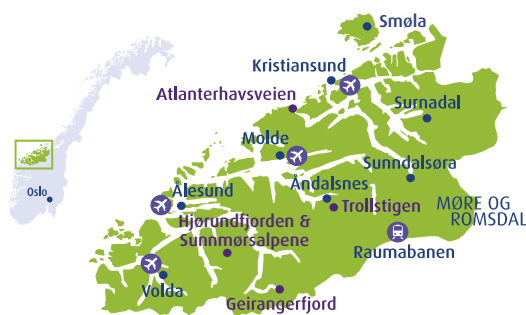 Smøla
Kristiansund
Atlanterhavsveien
Surnadal
Molde
Sunndalsøra
Åndalsnes
Ålesund
Trollstigen
MØRE OG
ROMSDAL
Hjørundfjorden &
Sunnmørsalpene
Raumabanen
Volda
Geirangerfjord
Oslo